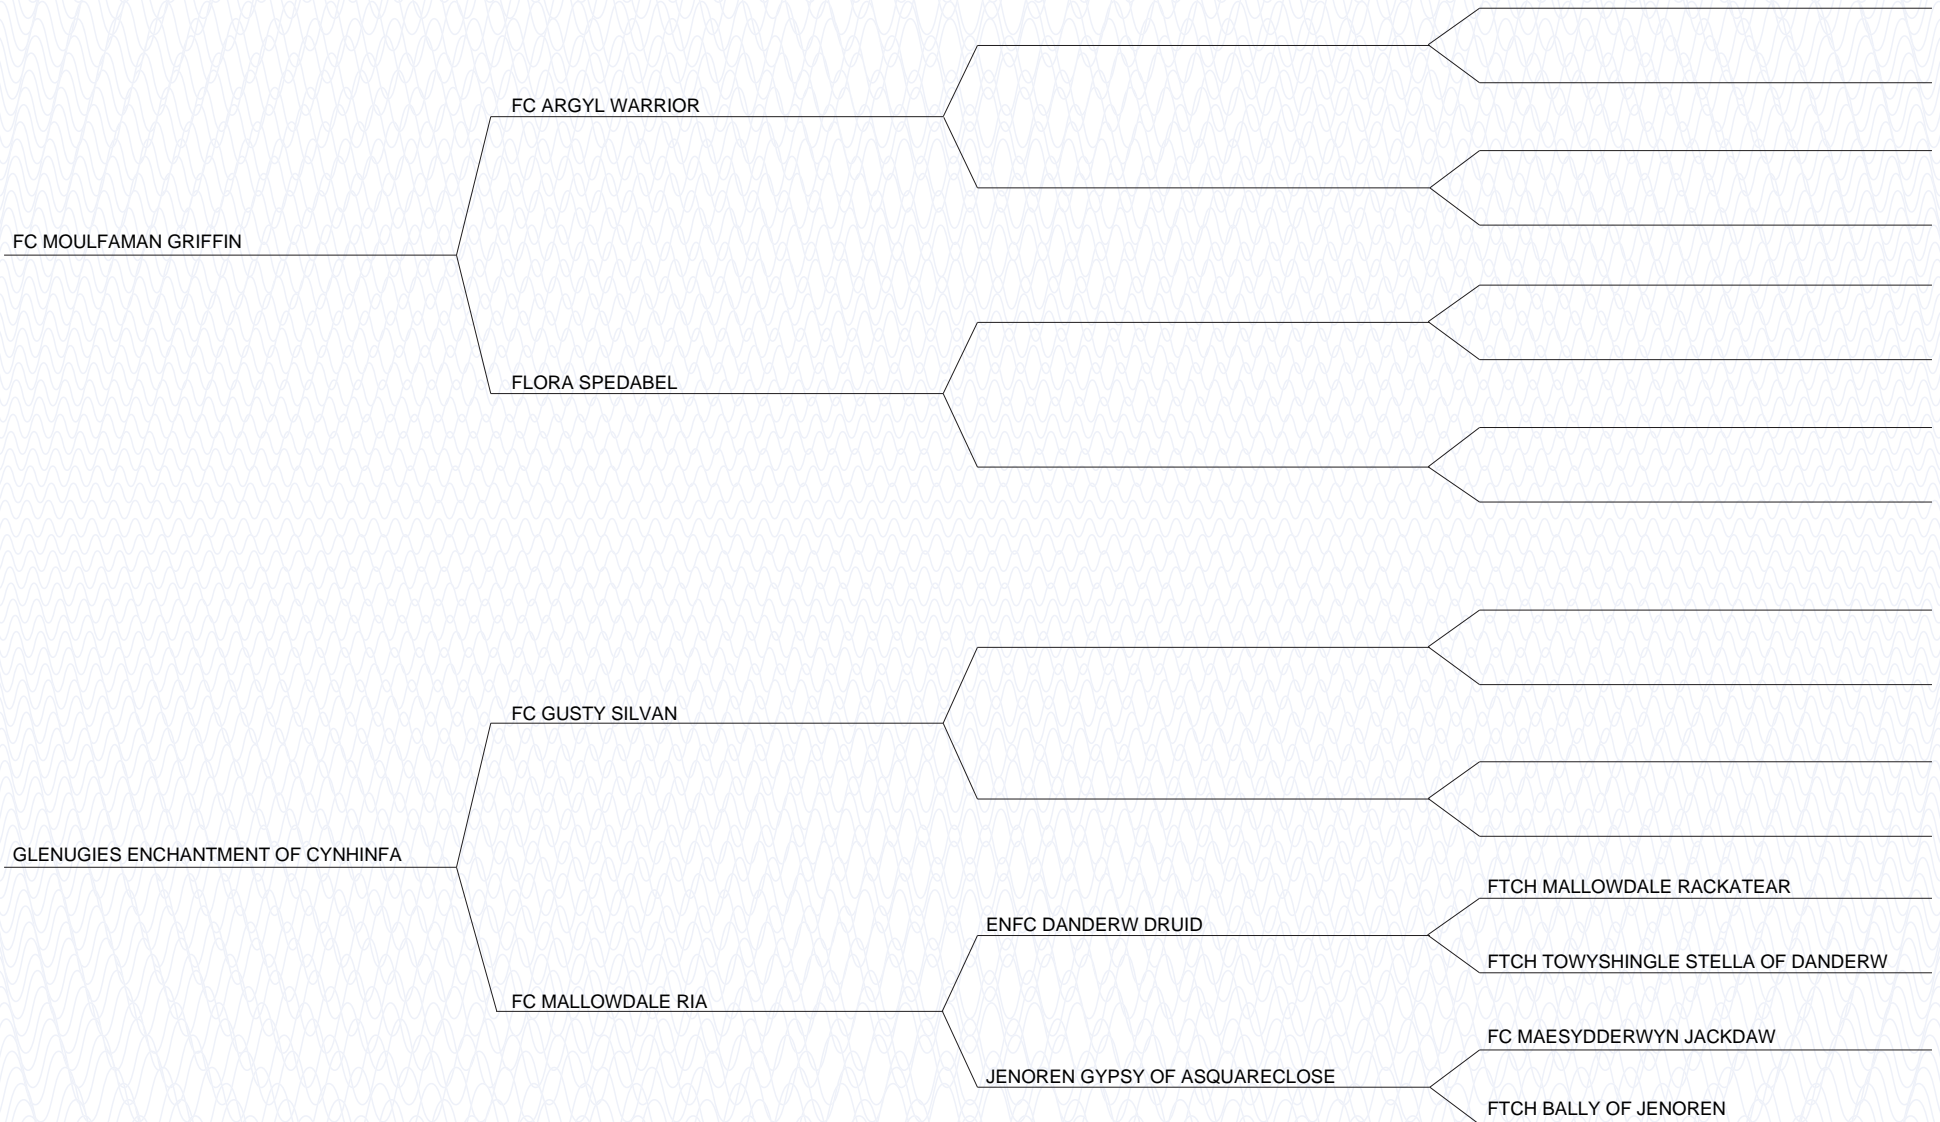 FC ARGYL WARRIOR
FC MOULFAMAN GRIFFIN
FLORA SPEDABEL
FC GUSTY SILVAN
GLENUGIES ENCHANTMENT OF CYNHINFA
FTCH MALLOWDALE RACKATEAR
ENFC DANDERW DRUID
FTCH TOWYSHINGLE STELLA OF DANDERW
FC MALLOWDALE RIA
FC MAESYDDERWYN JACKDAW
JENOREN GYPSY OF ASQUARECLOSE
FTCH BALLY OF JENOREN